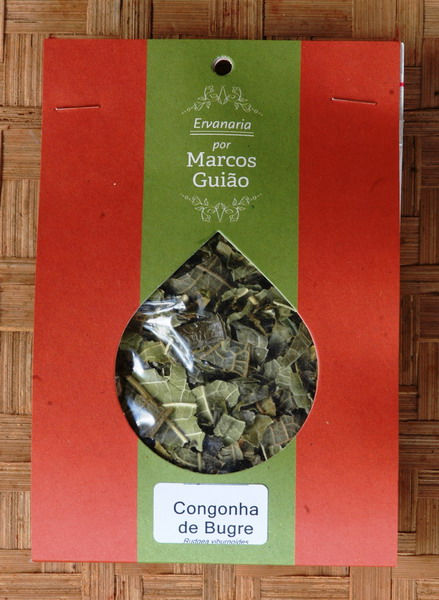 Ervanaria
por
Marcos
Guião
Congonha
de Bugre
Rudgea viburnoides